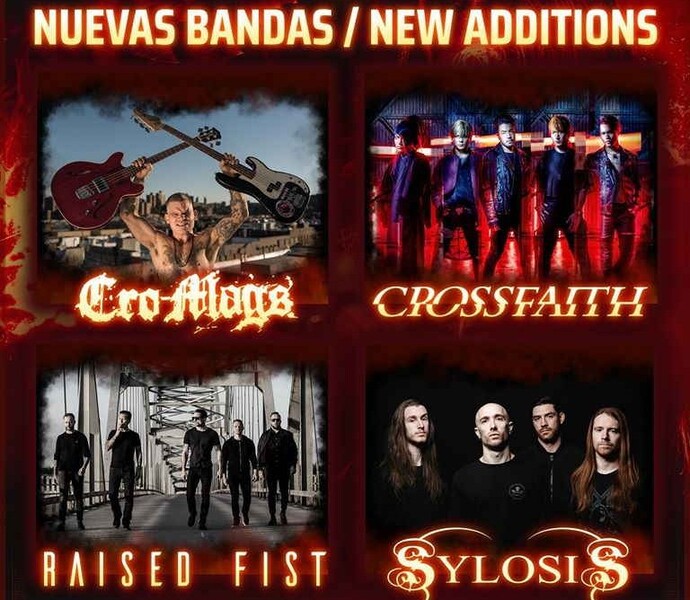 NUEVAS BANDAS / NEW ADDITIONS
Cro-Mags
CROSSFAITH
RAISED FIST
SYLOSIS